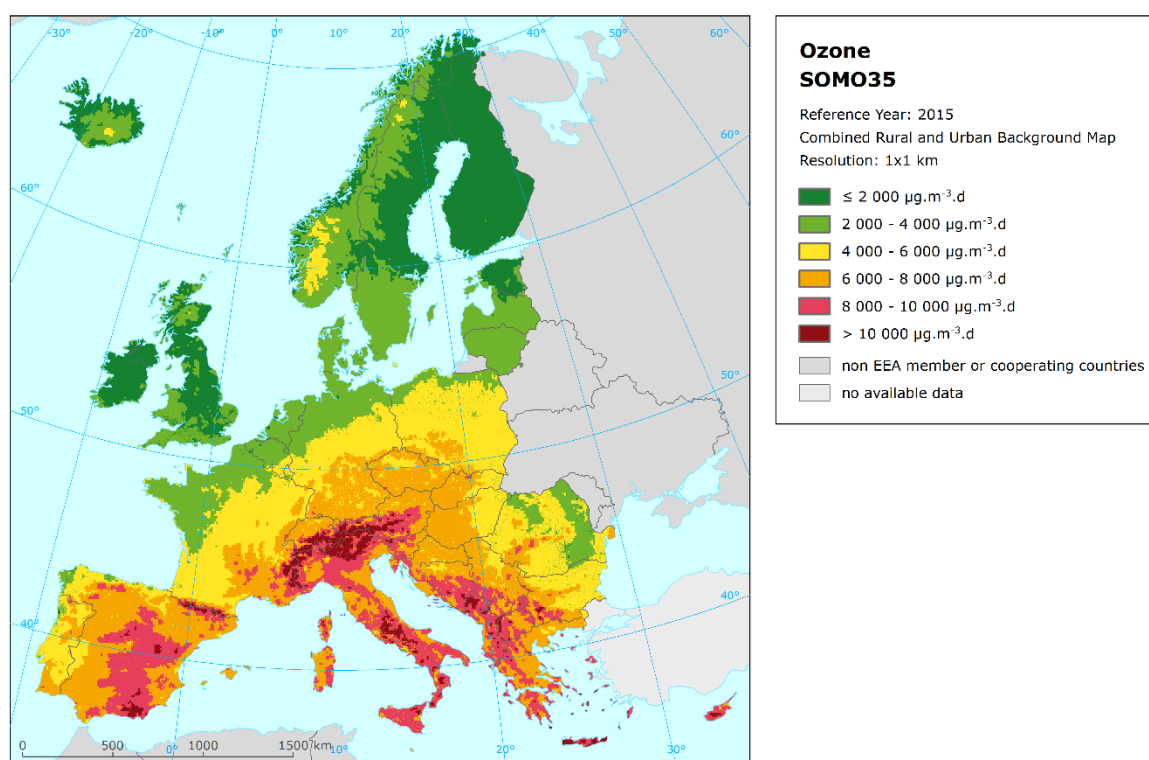 -30° -20° -10° 0° 10° 20° 30° 40° 50° 60°
60°
60°
50°
50°
40°
40°
0 500 1000 1500 km
0° 10° 20° 30°
Ozone
SOMO35
Reference Year: 2015
Combined Rural and Urban Background Map
Resolution: 1x1 km
≤ 2 000 µg.m⁻³.d
2 000 - 4 000 µg.m⁻³.d
4 000 - 6 000 µg.m⁻³.d
6 000 - 8 000 µg.m⁻³.d
8 000 - 10 000 µg.m⁻³.d
> 10 000 µg.m⁻³.d
non EEA member or cooperating countries
no available data